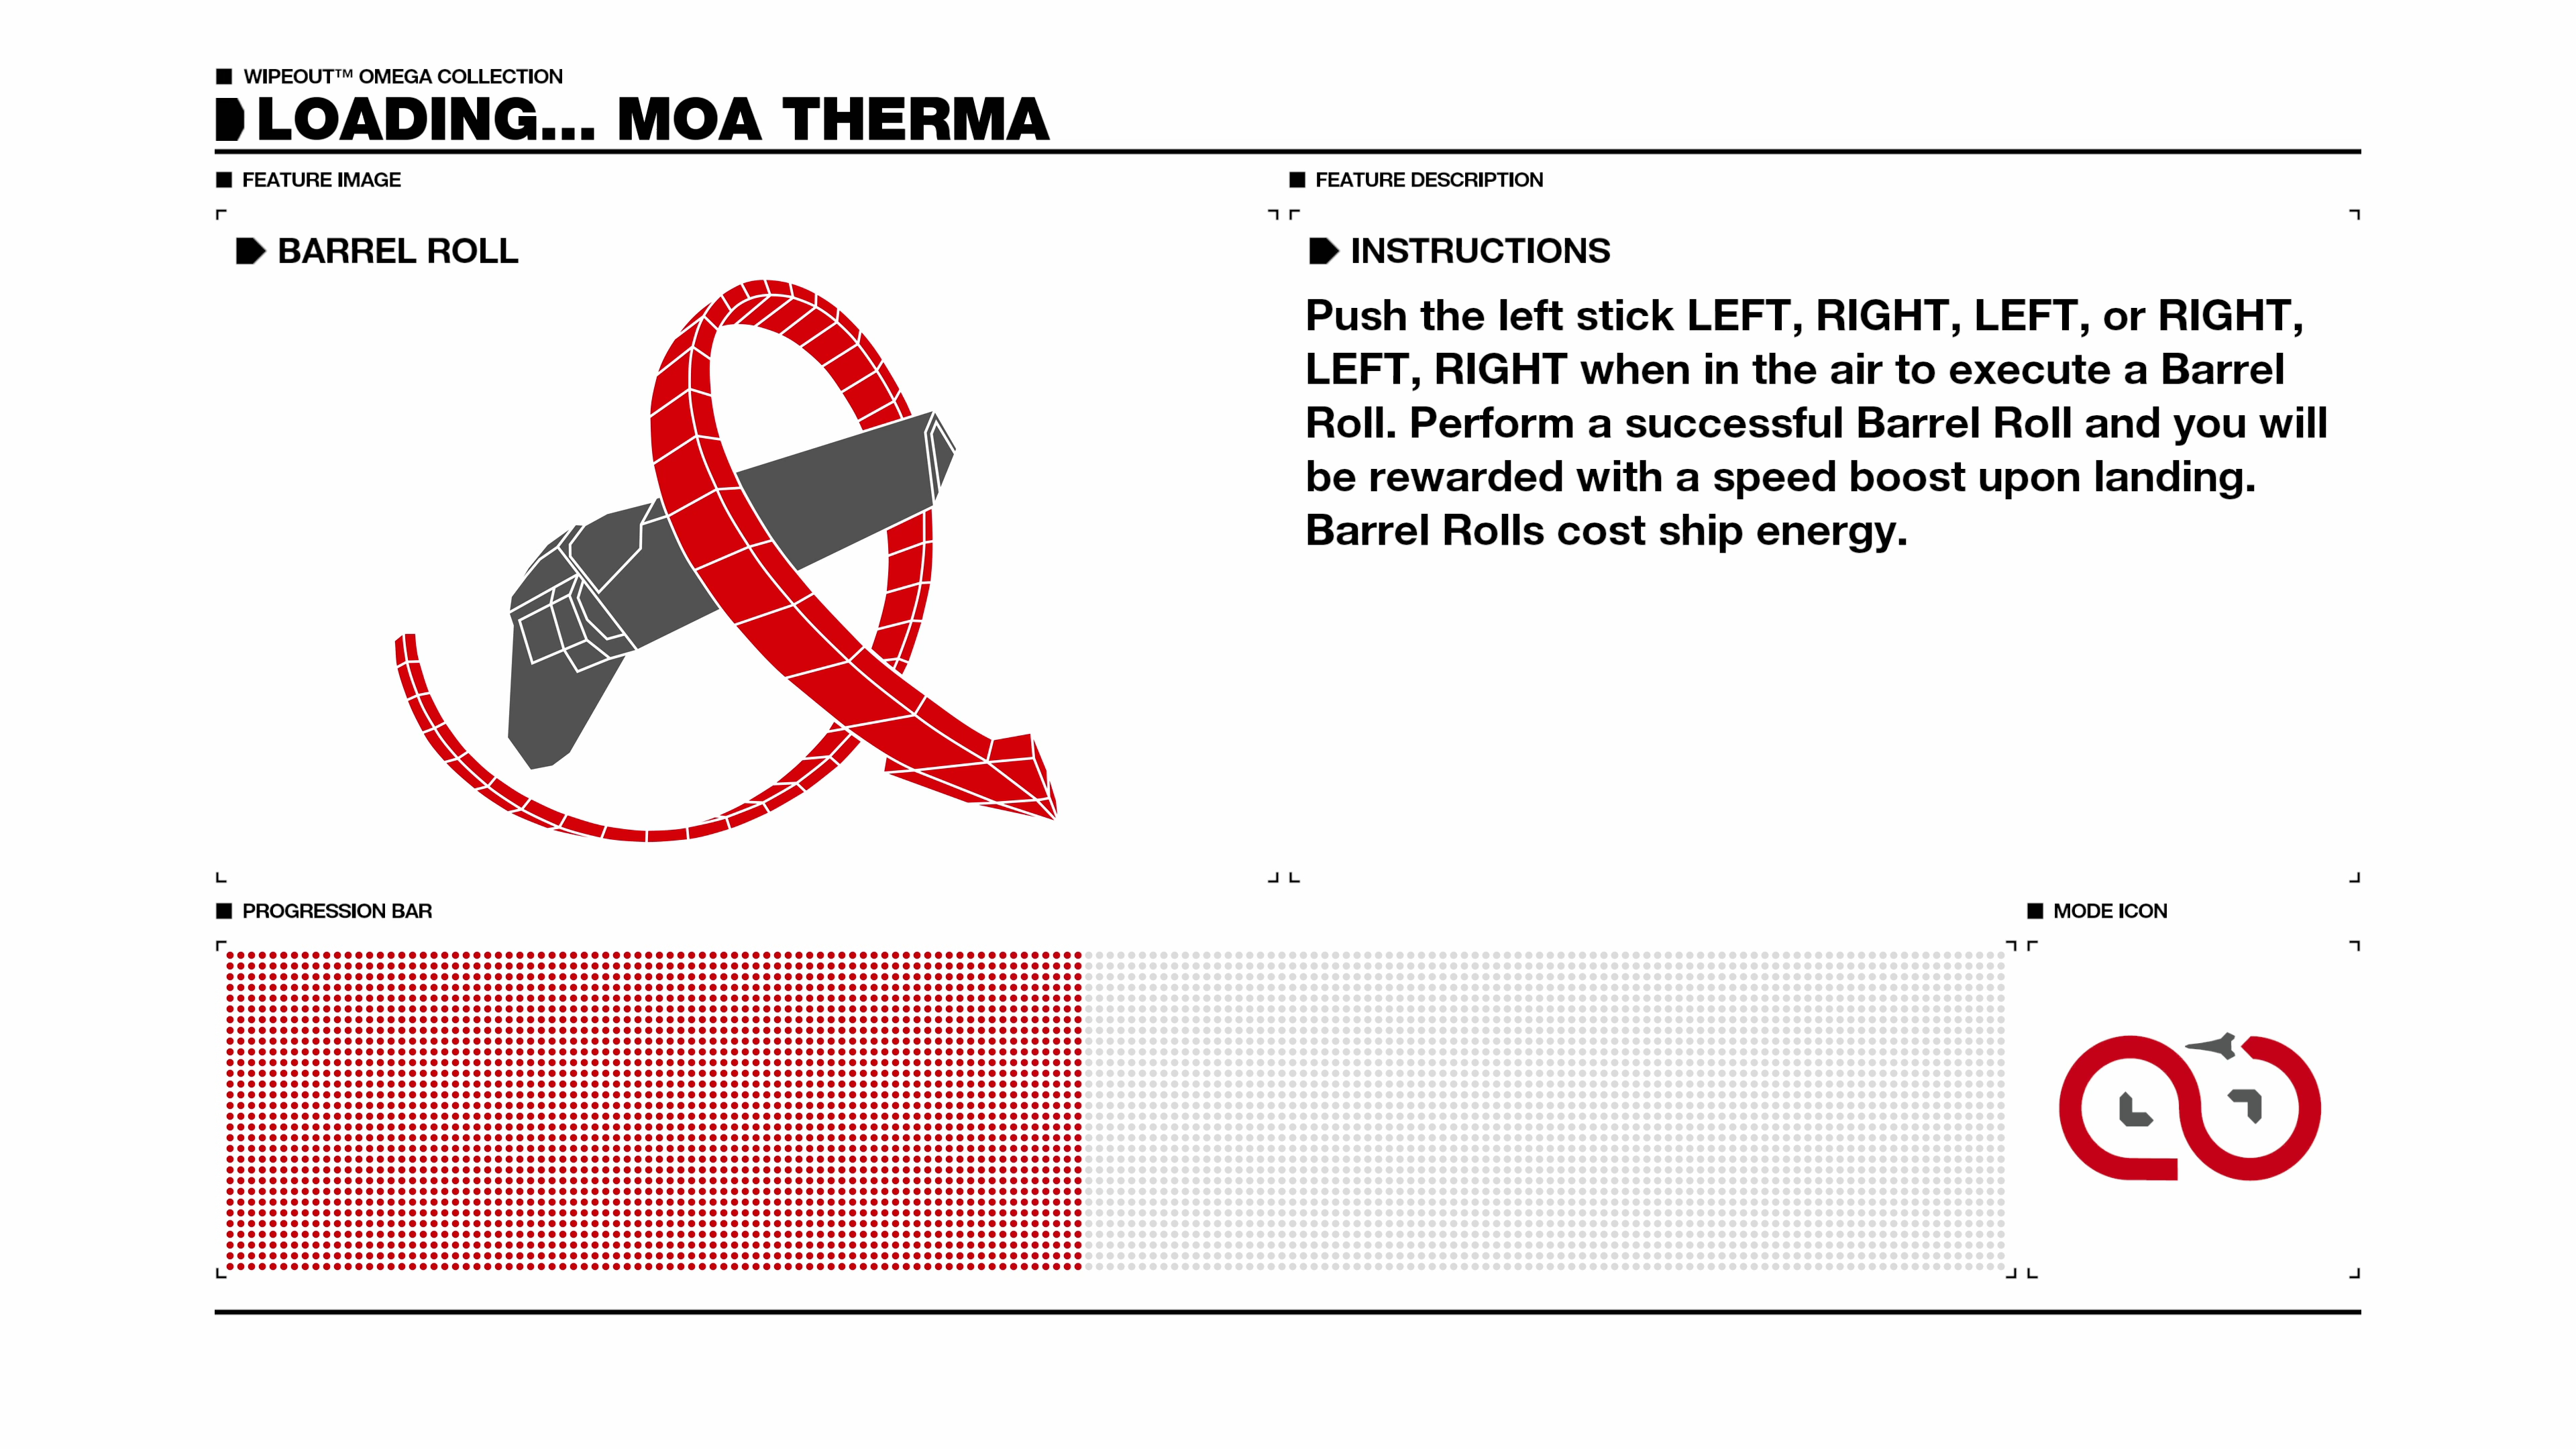 WIPEOUT™ OMEGA COLLECTION
LOADING... MOA THERMA
FEATURE IMAGE
BARREL ROLL
FEATURE DESCRIPTION
INSTRUCTIONS
Push the left stick LEFT, RIGHT, LEFT, or RIGHT,
LEFT, RIGHT when in the air to execute a Barrel
Roll. Perform a successful Barrel Roll and you will
be rewarded with a speed boost upon landing.
Barrel Rolls cost ship energy.
PROGRESSION BAR
MODE ICON